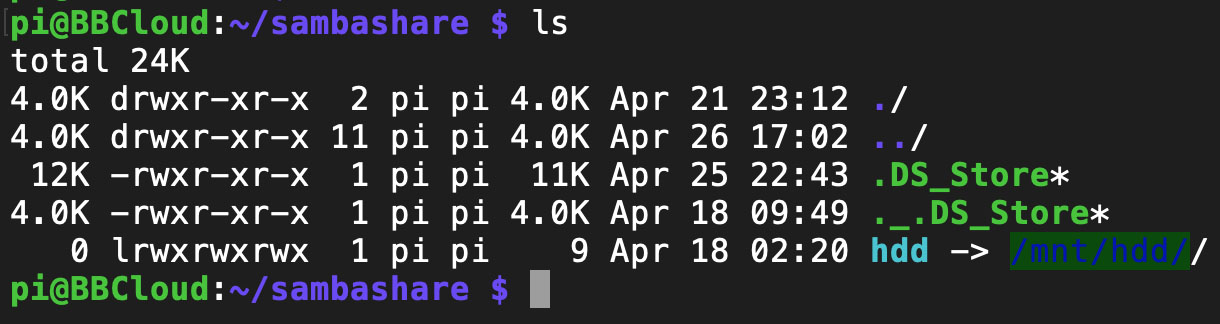 pi@BBCloud:~/sambashare $ ls
total 24K
4.0K drwxr-xr-x  2 pi pi 4.0K Apr 21 23:12 ./
4.0K drwxr-xr-x 11 pi pi 4.0K Apr 26 17:02 ../
 12K -rwxr-xr-x  1 pi pi  11K Apr 25 22:43 .DS_Store*
4.0K -rwxr-xr-x  1 pi pi 4.0K Apr 18 09:49 ._.DS_Store*
   0 lrwxrwxrwx  1 pi pi    9 Apr 18 02:20 hdd -> /mnt/hdd//
pi@BBCloud:~/sambashare $